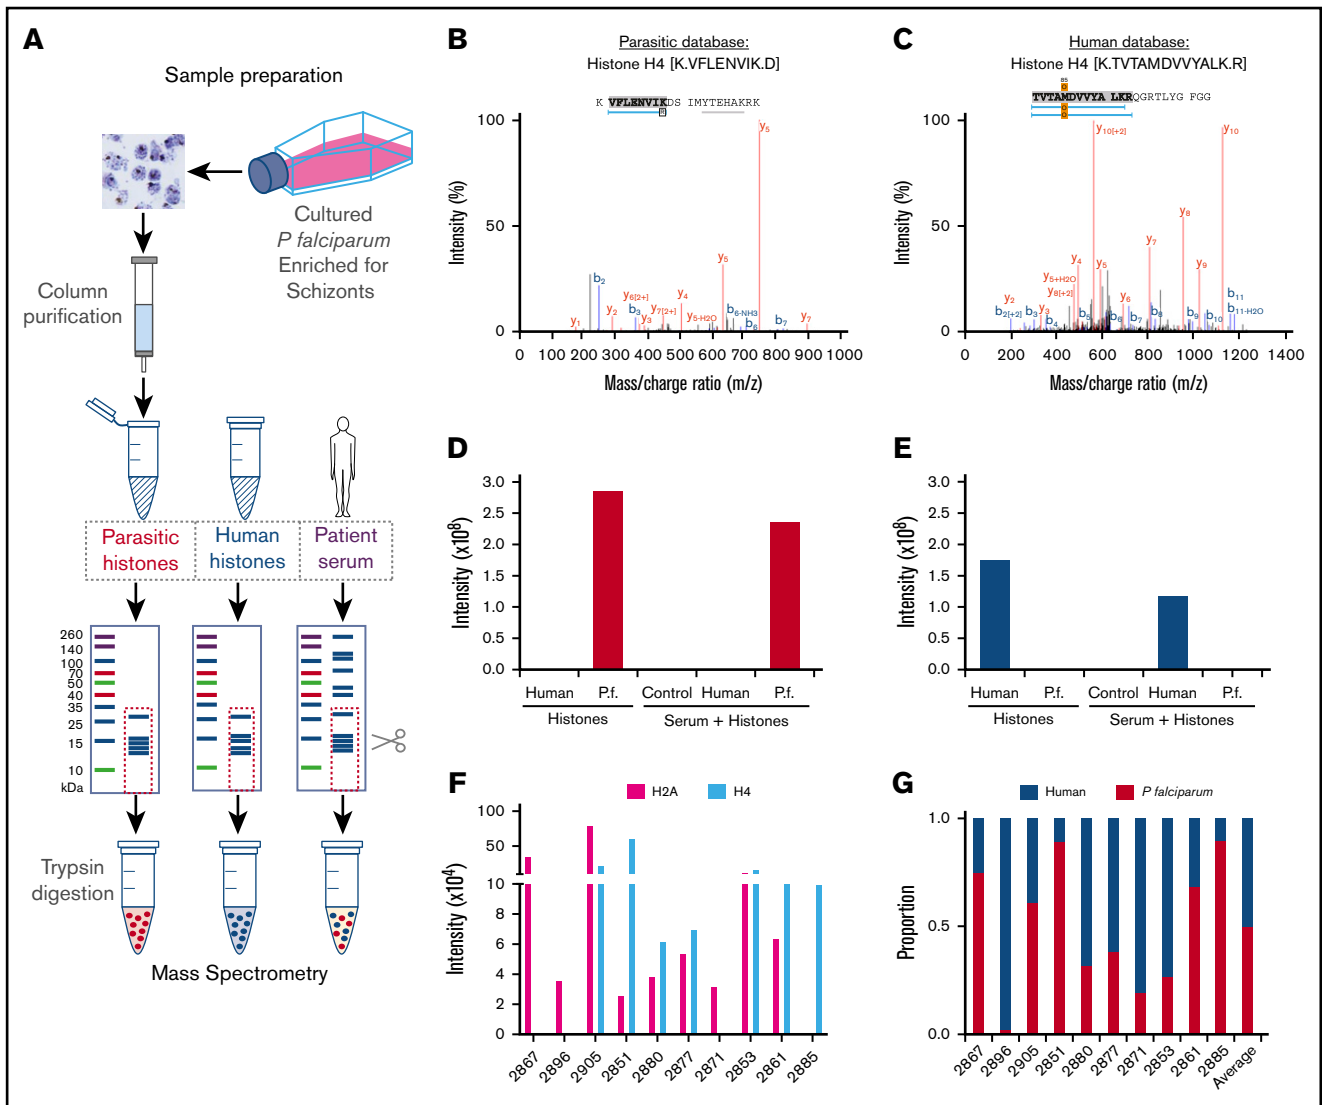 A
Sample preparation
Cultured
P falciparum
Enriched for
Schizonts
Column
purification
Parasitic
histones
Human
histones
Patient
serum
260
140
100
70
50
40
35
25
15
10
kDa
Trypsin
digestion
Mass Spectrometry
B
Parasitic database:
Histone H4 [K.VFLENVIK.D]
K VFLENVIKDS IMYTEHAKRK
100
50
0
Intensity (%)
y5
y5
b2
y6[2+]
y1
y2
b3
y3
y7[2+]
y4
y5-H2O
b6-NH3
b6
b7
y7
0 100 200 300 400 500 600 700 800 900 1000
Mass/charge ratio (m/z)
C
Human database:
Histone H4 [K.TVTAMDVVYALK.R]
85
TVTAMDVVYA LKRQGRTLYG FGG
100
50
0
Intensity (%)
y10[+2]
y10
y8
y7
y4
y5
y9
y5+H2O
y8[+2]
y2
y3
y6
b2[+2]
b3
b4
b5
b6
b7
b8
b9
b10
b11
b11-H2O
0 200 400 600 800 1000 1200 1400
Mass/charge ratio (m/z)
D
Intensity (x10⁸)
3.0
2.5
2.0
1.5
1.0
0.5
0.0
Human P.f. Control Human P.f.
Histones Serum + Histones
E
Intensity (x10⁸)
3.0
2.5
2.0
1.5
1.0
0.5
0.0
Human P.f. Control Human P.f.
Histones Serum + Histones
F
H2A H4
Intensity (x10⁴)
100
50
10
8
6
4
2
0
2867 2896 2905 2851 2880 2877 2871 2853 2861 2885
G
Human P falciparum
Proportion
1.0
0.5
0.0
2867 2896 2905 2851 2880 2877 2871 2853 2861 2885 Average